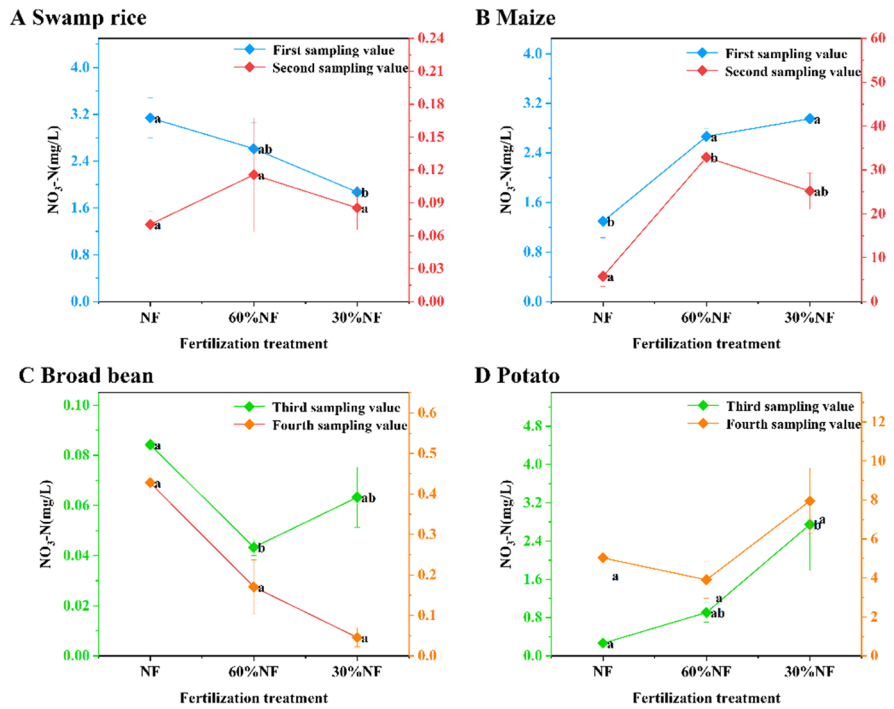 A Swamp rice
First sampling value
Second sampling value
4.0
3.2
2.4
1.6
0.8
0.0
NO3-N(mg/L)
0.24
0.21
0.18
0.15
0.12
0.09
0.06
0.03
0.00
a
ab
b
a
a
a
NF
60%NF
30%NF
Fertilization treatment
B Maize
First sampling value
Second sampling value
4.0
3.2
2.4
1.6
0.8
0.0
NO3-N(mg/L)
60
50
40
30
20
10
0
b
a
a
a
b
ab
NF
60%NF
30%NF
Fertilization treatment
C Broad bean
Third sampling value
Fourth sampling value
0.10
0.08
0.06
0.04
0.02
0.00
NO3-N(mg/L)
0.6
0.5
0.4
0.3
0.2
0.1
0.0
a
b
ab
a
a
a
NF
60%NF
30%NF
Fertilization treatment
D Potato
Third sampling value
Fourth sampling value
4.8
4.0
3.2
2.4
1.6
0.8
0.0
NO3-N(mg/L)
12
10
8
6
4
2
0
a
a
a
a
ab
b
NF
60%NF
30%NF
Fertilization treatment